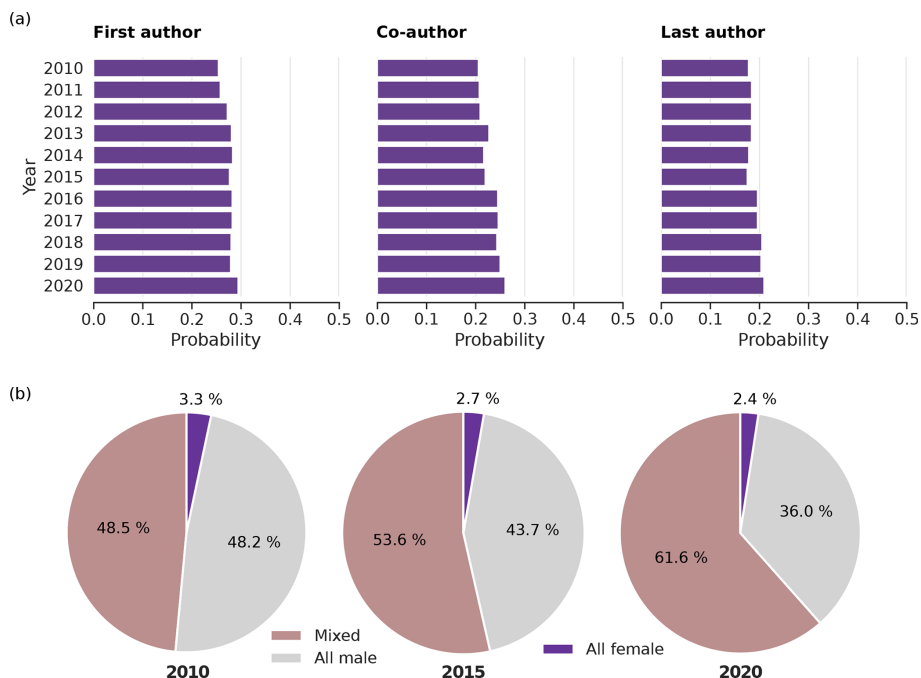 (a)
First author
Co-author
Last author
Year
2010
2011
2012
2013
2014
2015
2016
2017
2018
2019
2020
0.0 0.1 0.2 0.3 0.4 0.5
Probability
0.0 0.1 0.2 0.3 0.4 0.5
Probability
0.0 0.1 0.2 0.3 0.4 0.5
Probability
(b)
3.3 %
48.5 %
48.2 %
2010
2.7 %
53.6 %
43.7 %
2015
2.4 %
61.6 %
36.0 %
2020
Mixed
All male
All female